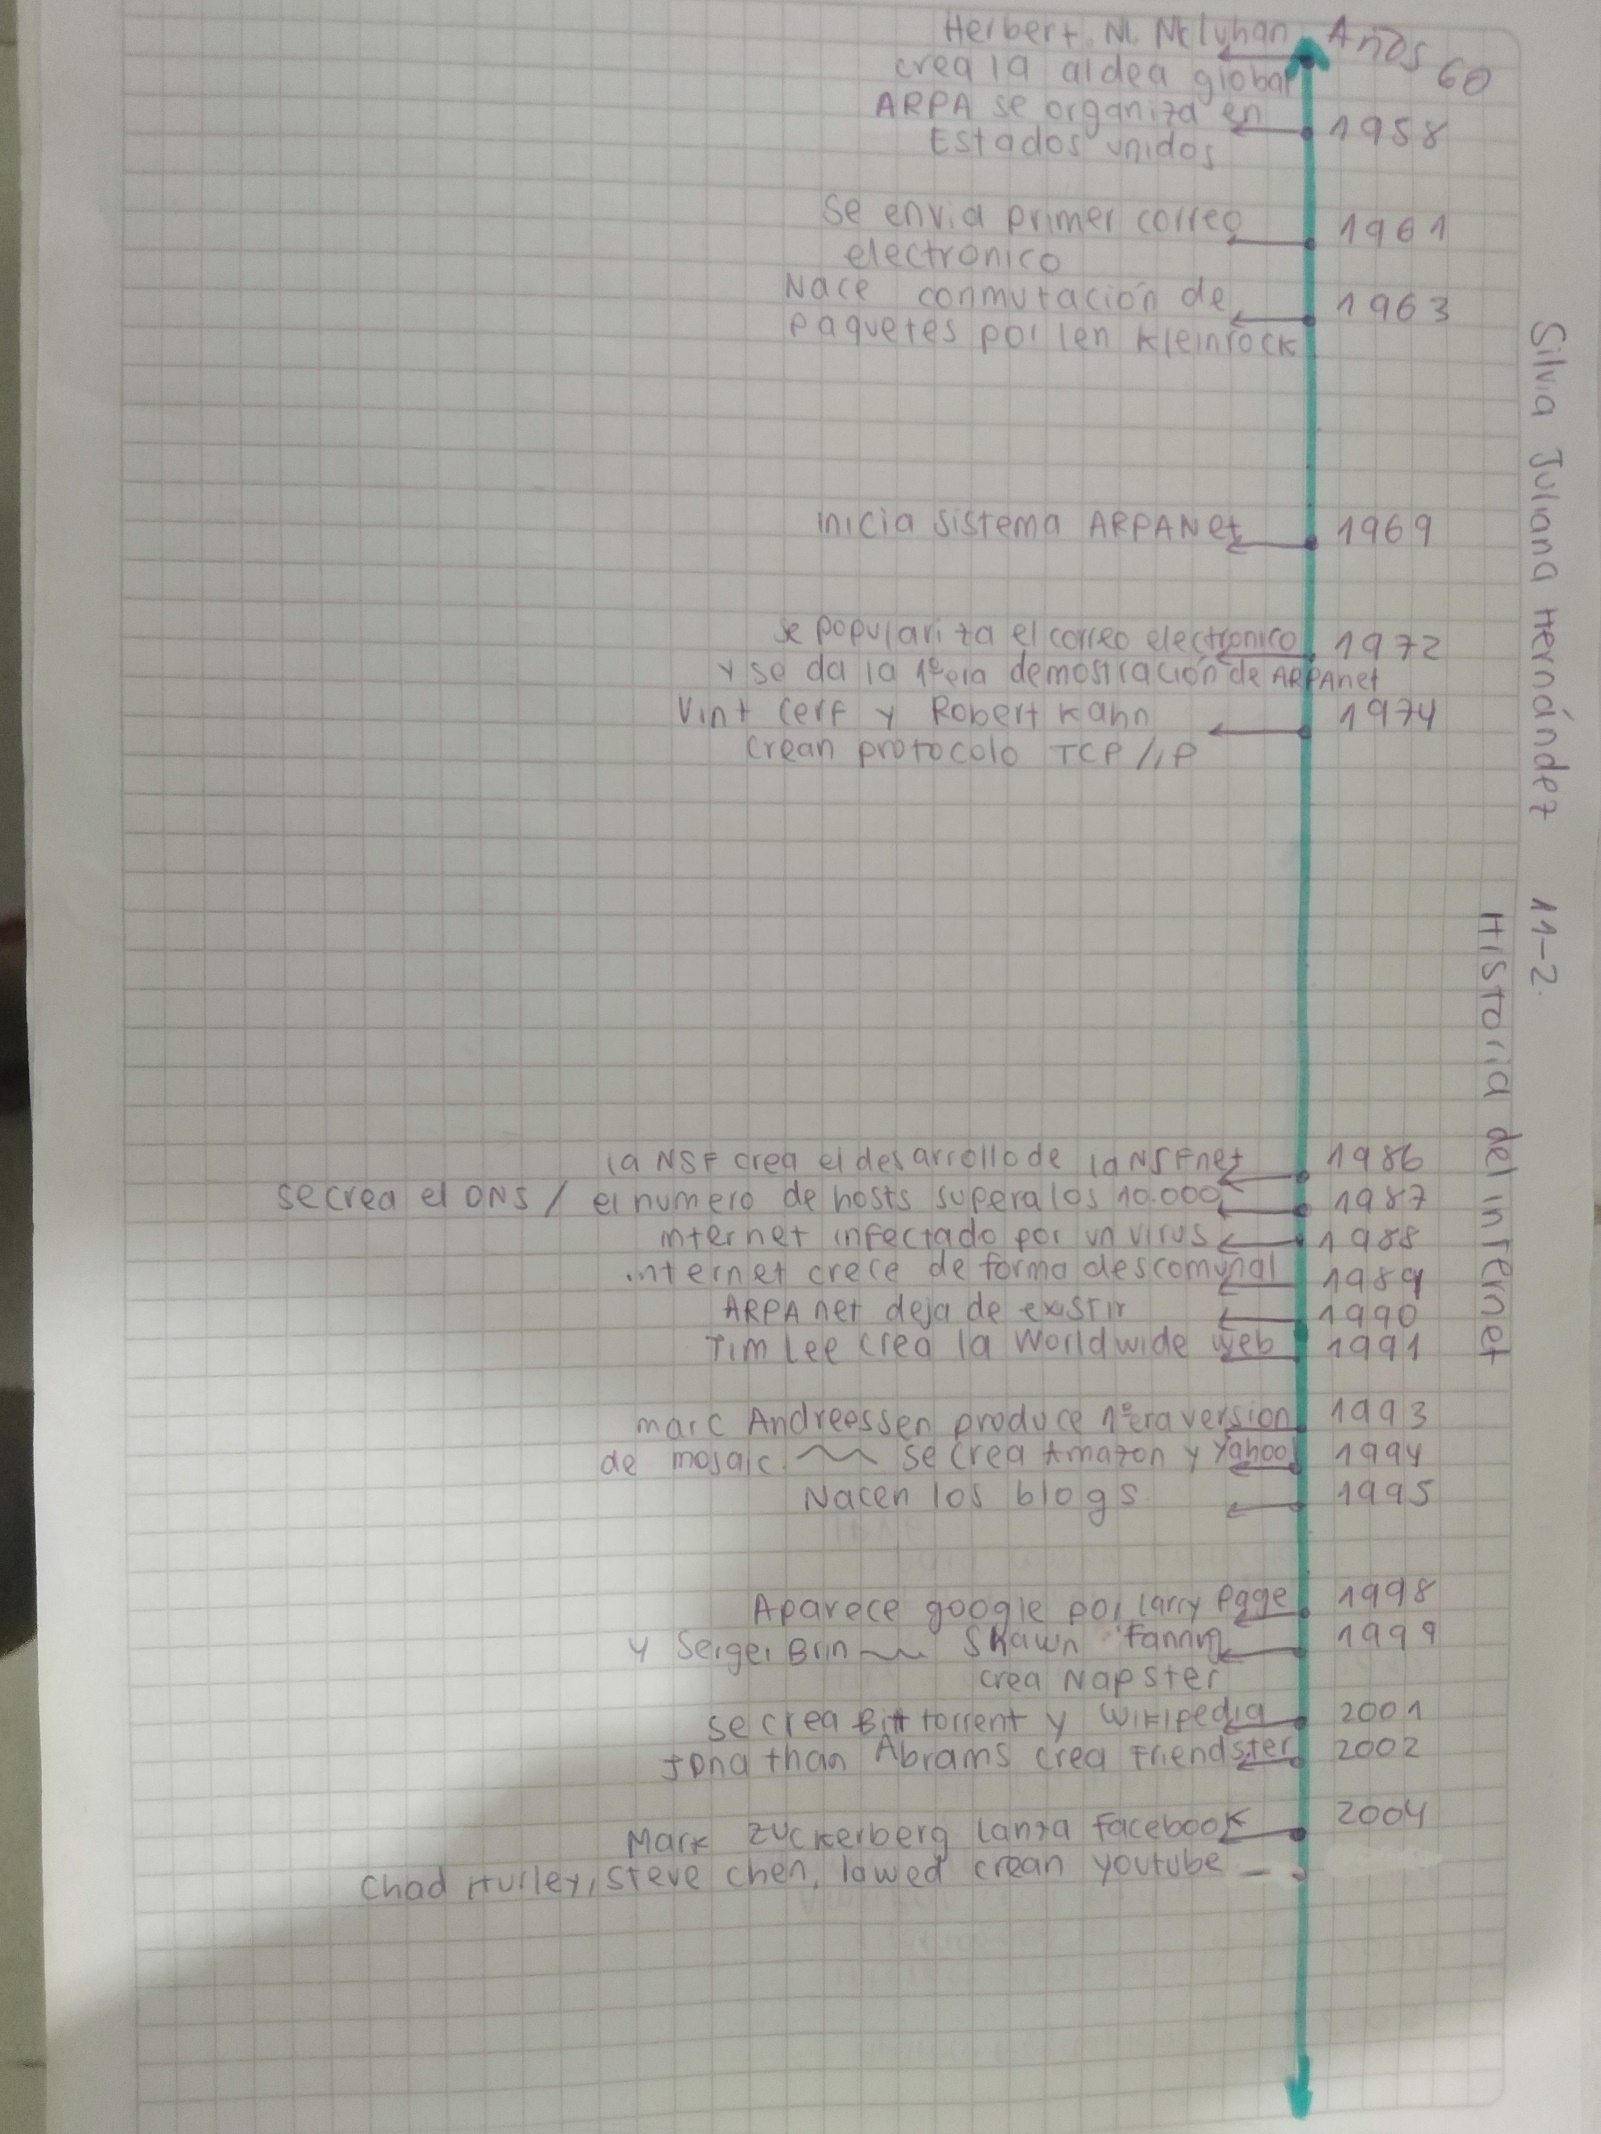 Silvia Juliana Hernández 11-2.
Historia del internet
Años 60
Herbert. M. McLuhan
crea la aldea global
1958
ARPA se organiza en
Estados unidos
1961
se envia primer correo
electronico
1963
Nace conmutación de
paquetes por len Kleinrock
1969
inicia sistema ARPANet
1972
se populariza el correo electronico
y se da la 1°era demostración de ARPAnet
1974
Vint Cerf y Robert Kahn
crean protocolo TCP/IP
1986
la NSF crea el desarrollo de la NSFnet
1987
se crea el DNS / el numero de hosts supera los 10.000
1988
internet infectado por un virus
1989
internet crece de forma descomunal
1990
ARPAnet deja de existir
1991
Tim Lee crea la Worldwide web
1993
marc Andreessen produce 1°era version
de mosaic.
1994
se crea Amazon y Yahoo
1995
Nacen los blogs.
1998
Aparece google por Larry Page
y Sergei Brin
1999
Shawn Fanning
crea Napster
2001
se crea Bittorrent y wikipedia
2002
Jonathan Abrams crea Friendster
2004
Mark Zuckerberg lanza facebook
Chad Hurley, Steve chen, Jawed crean youtube